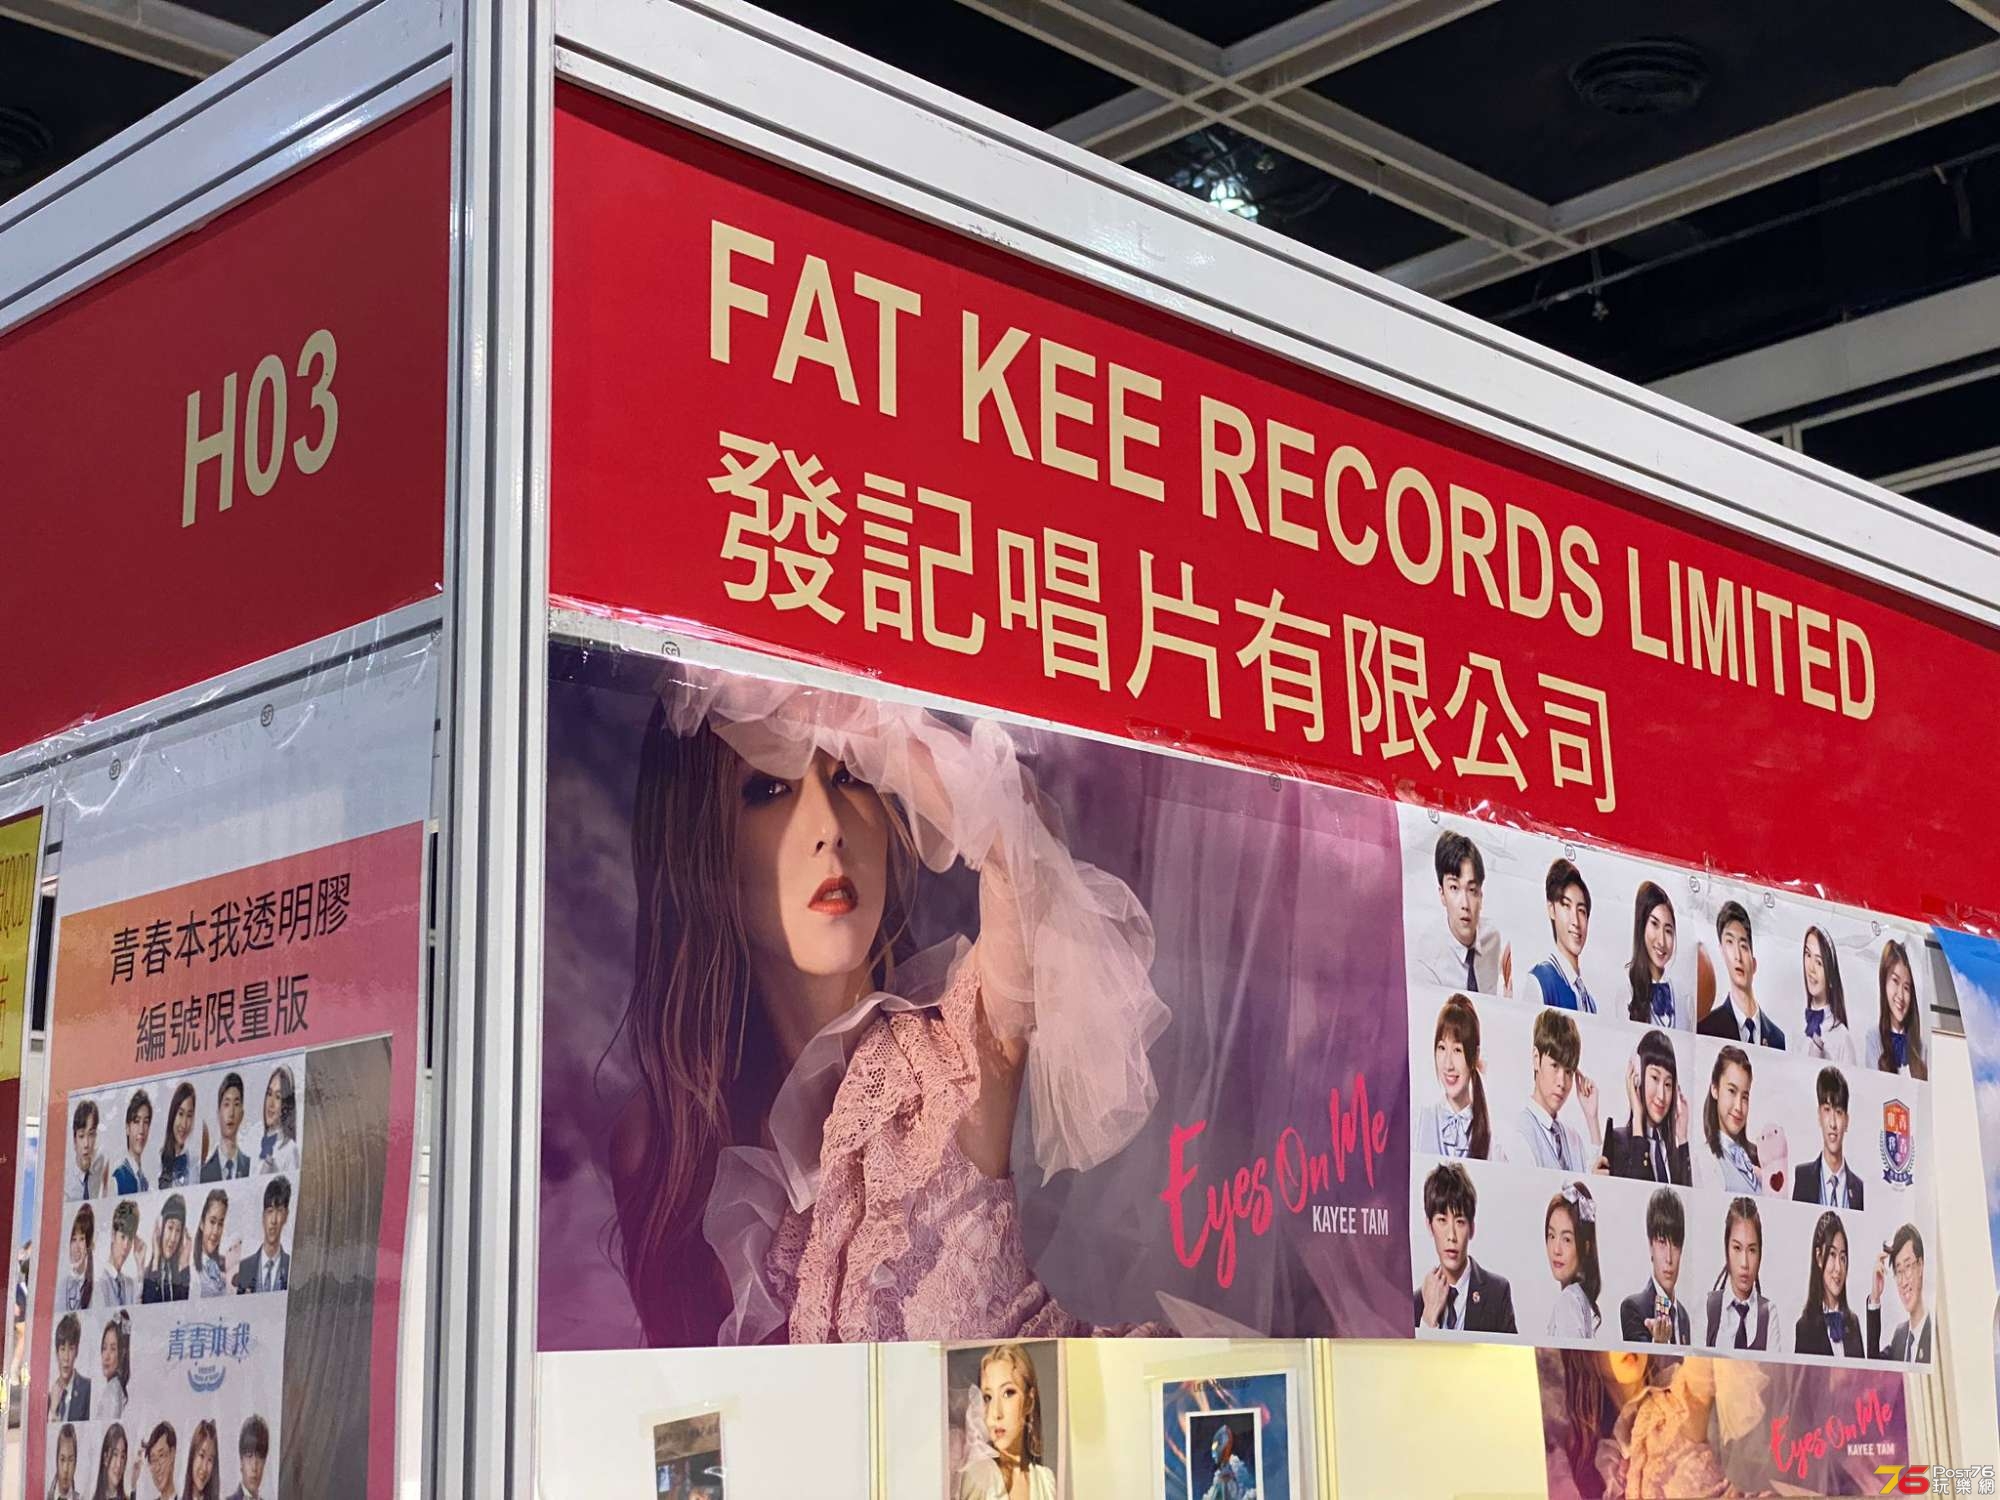 H03
FAT KEE RECORDS LIMITED
發記唱片有限公司
青春本我透明膠
編號限量版
青春本我
Eyes On Me
KAYEE TAM
Eyes On Me
KAYEE TAM
76 Post76
玩樂網